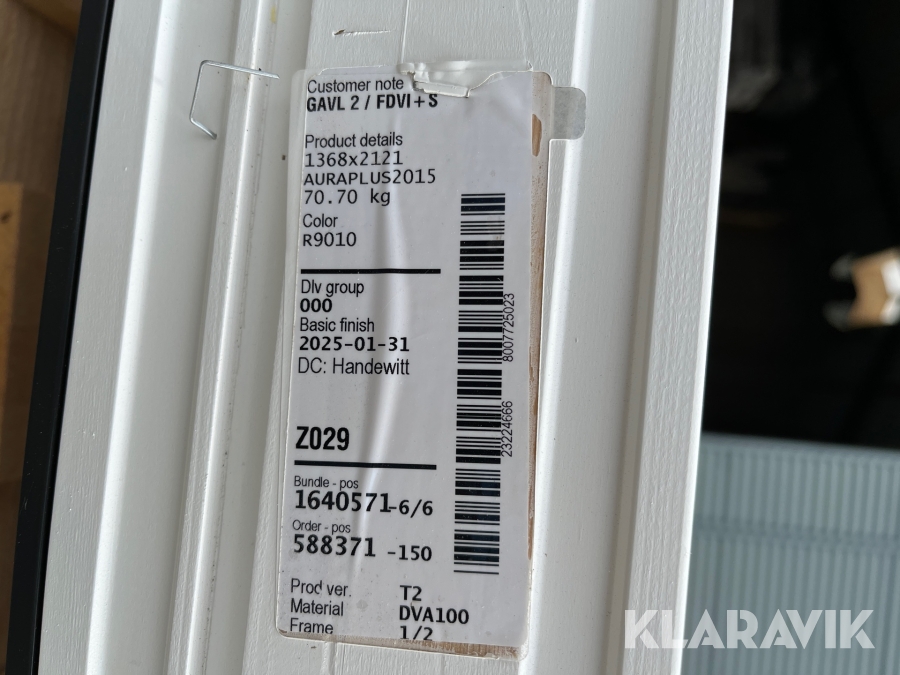 Customer note
GAVL 2 / FDVI+S
Product details
1368x2121
AURAPLUS2015
70.70 kg
Color
R9010
Dlv group
000
Basic finish
2025-01-31
DC: Handewitt
Z029
Bundle - pos
1640571-6/6
Order - pos
588371 -150
Prod ver. T2
Material DVA100
Frame 1/2
8007725023
23224666
KLARAVIK